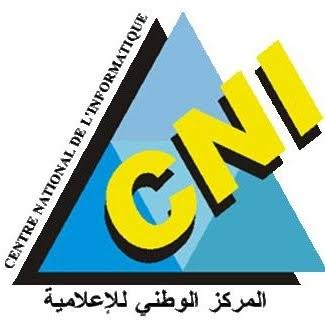 CENTRE NATIONAL DE L'INFORMATIQUE
CNI
المركز الوطني للإعلامية